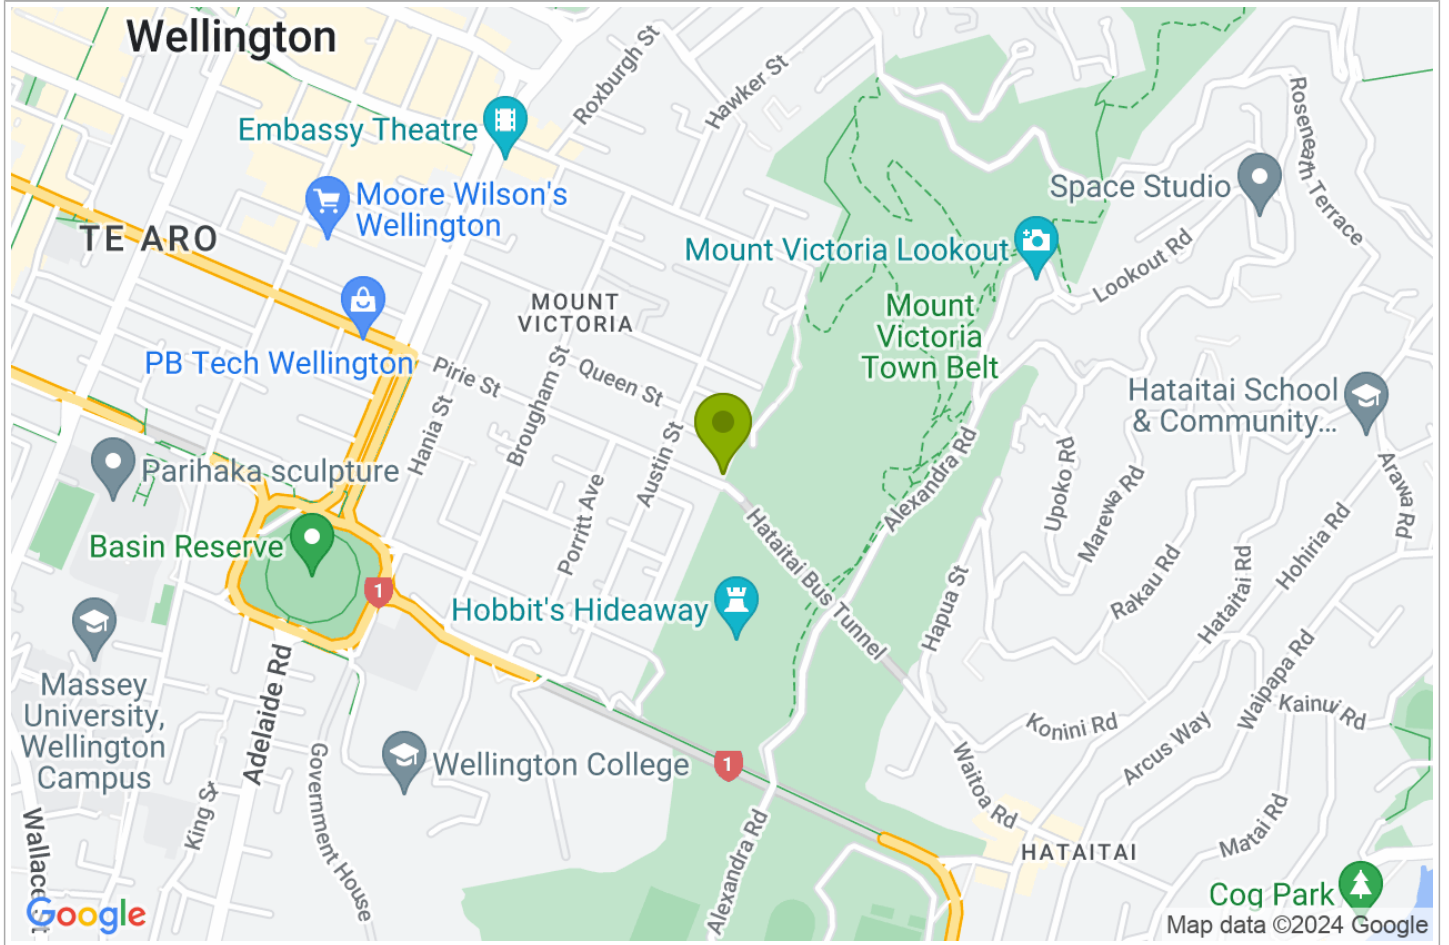 Wellington
Roxburgh St
Hawker St
Roseneath Terrace
Embassy Theatre
Space Studio
Moore Wilson's
Wellington
TE ARO
Mount Victoria Lookout
Lookout Rd
MOUNT
VICTORIA
Mount
Victoria
Town Belt
PB Tech Wellington
Pirie St
Queen St
Brougham St
Hania St
Hataitai School
& Community...
Austin St
Alexandra Rd
Upoko Rd
Marewa Rd
Arawa Rd
Parihaka sculpture
Porritt Ave
Hataitai Bus Tunnel
Basin Reserve
Hohiria Rd
Rakau Rd
Hataitai Rd
1
Hobbit's Hideaway
Hapua St
Waipapa Rd
Kainui Rd
Massey
University,
Wellington
Campus
Adelaide Rd
Government House
Konini Rd
Arcus Way
Wellington College
1
Waitoa Rd
King St
Wallace St
Alexandra Rd
Matai Rd
HATAITAI
Cog Park
Google
Map data ©2024 Google